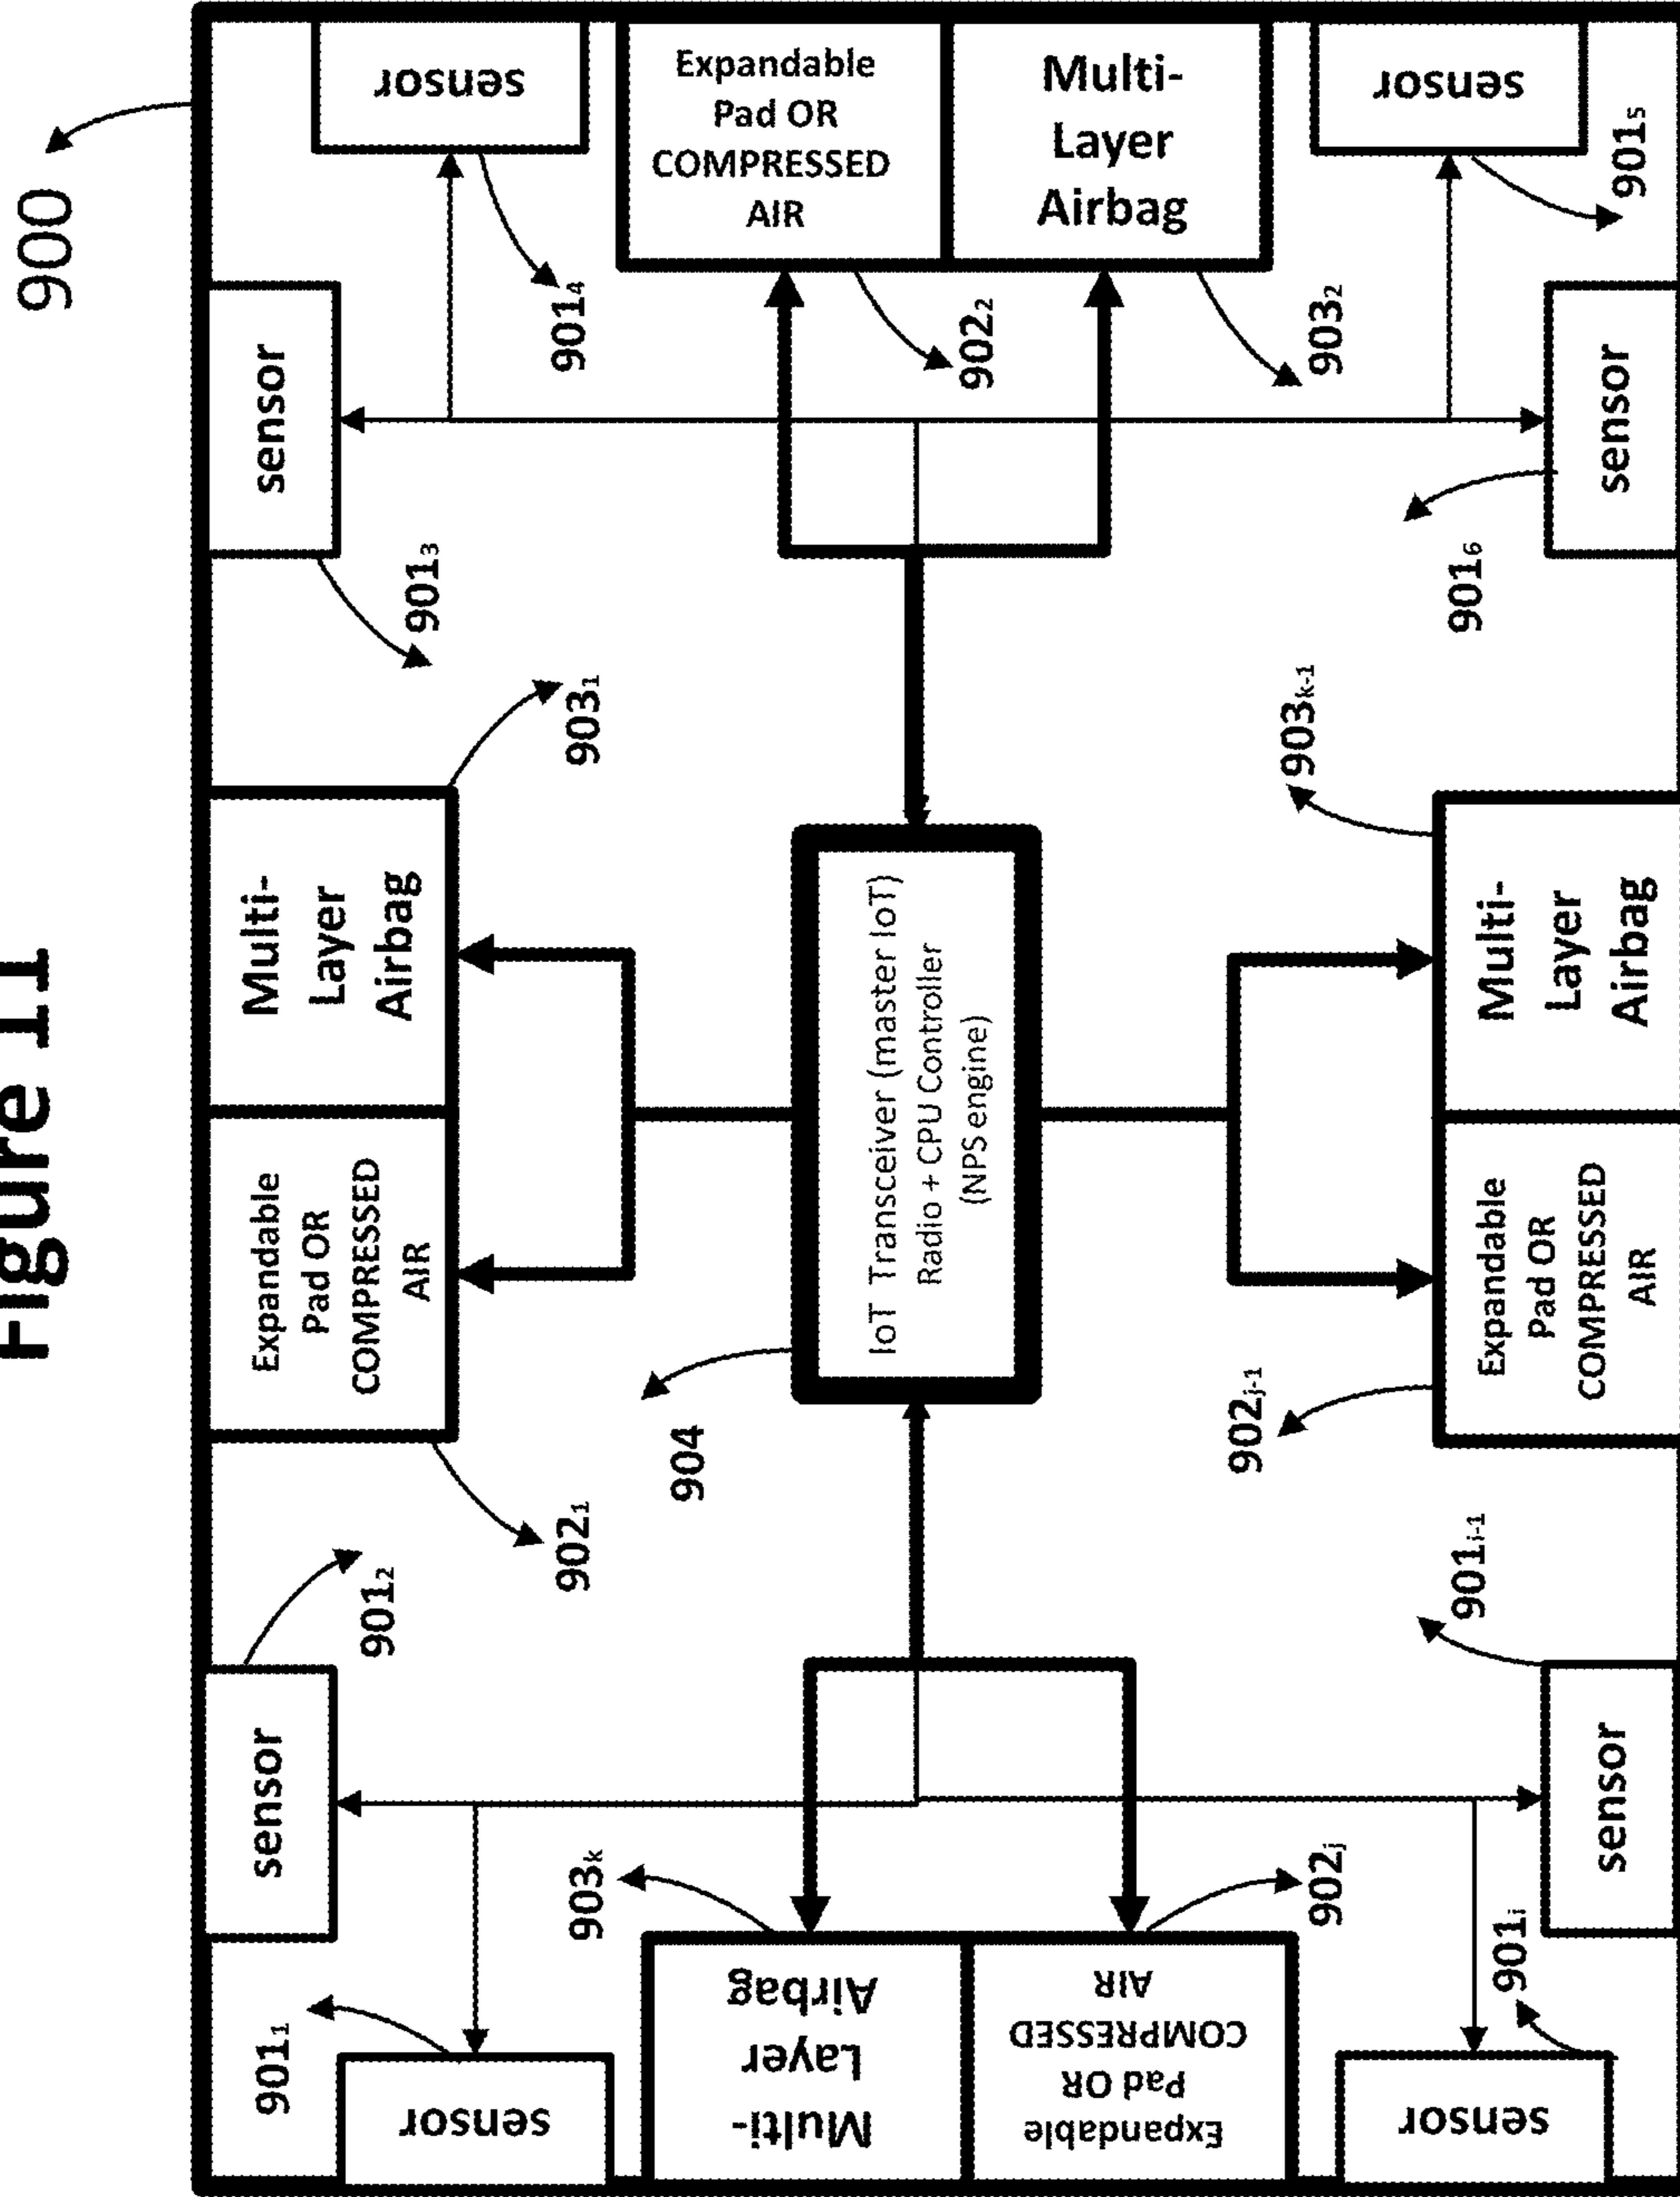 Figure 11
900
901₁
sensor
901₂
sensor
902₁
Expandable
Pad OR
COMPRESSED
AIR
903₁
Multi-
Layer
Airbag
901₃
sensor
901₄
sensor
903ₖ
Multi-
Layer
Airbag
902ⱼ
Expandable
Pad OR
COMPRESSED
AIR
904
IoT Transceiver (master IoT)
Radio + CPU Controller
(NPS engine)
902₂
Expandable
Pad OR
COMPRESSED
AIR
903₂
Multi-
Layer
Airbag
901ᵢ
sensor
901ᵢ₋₁
sensor
902ⱼ₋₁
Expandable
Pad OR
COMPRESSED
AIR
903ₖ₋₁
Multi-
Layer
Airbag
901₆
sensor
901₅
sensor